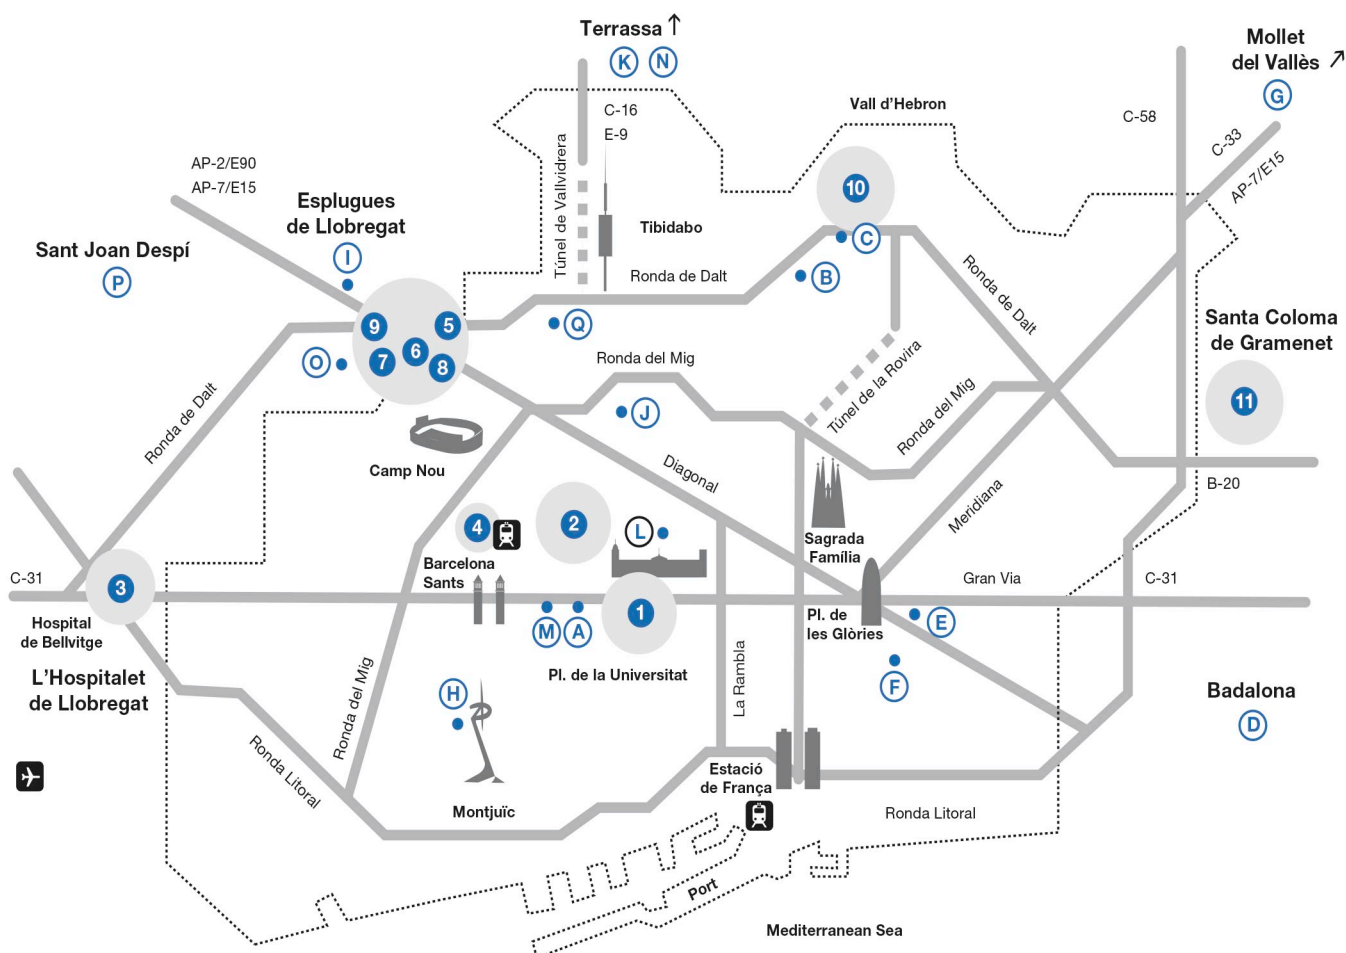 Terrassa
K N
Mollet
del Vallès
G
C-16
E-9
Vall d'Hebron
C-58
C-33
AP-7/E15
AP-2/E90
AP-7/E15
Túnel de Vallvidrera
10
Esplugues
de Llobregat
I
Tibidabo
Sant Joan Despí
P
C
B
Ronda de Dalt
Ronda de Dalt
Santa Coloma
de Gramenet
11
9
5
6
7
8
Q
O
Ronda del Mig
Túnel de la Rovira
Ronda del Mig
J
Ronda de Dalt
Camp Nou
Diagonal
B-20
Meridiana
4
2
L
Sagrada
Família
Barcelona
Sants
C-31
3
Gran Via
C-31
1
Hospital
de Bellvitge
M
A
Pl. de
les Glòries
E
L'Hospitalet
de Llobregat
Pl. de la Universitat
La Rambla
F
Ronda del Mig
H
Badalona
D
Ronda Litoral
Estació
de França
Montjuïc
Ronda Litoral
Port
Mediterranean Sea